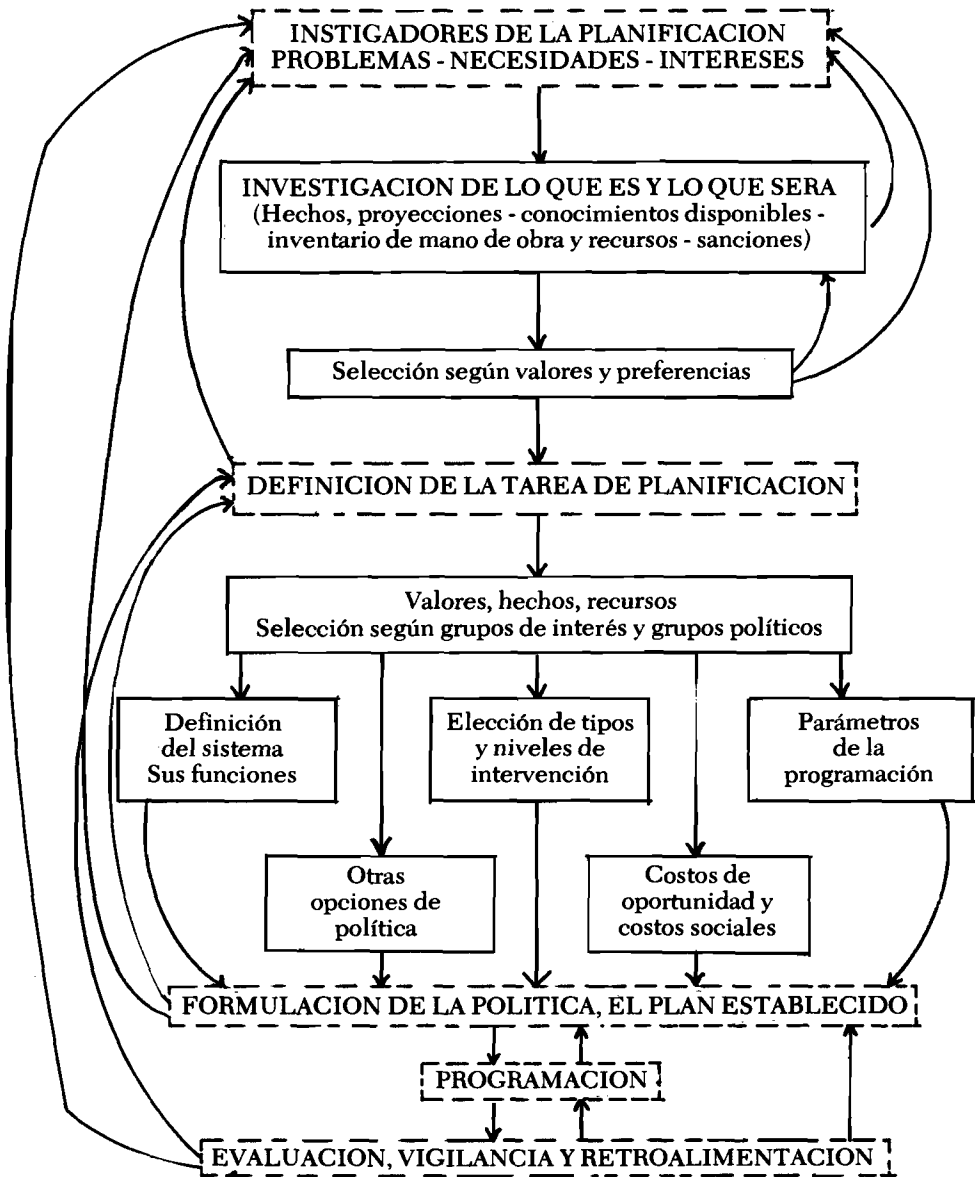 INSTIGADORES DE LA PLANIFICACION
PROBLEMAS - NECESIDADES - INTERESES
INVESTIGACION DE LO QUE ES Y LO QUE SERA
(Hechos, proyecciones - conocimientos disponibles -
inventario de mano de obra y recursos - sanciones)
Selección según valores y preferencias
DEFINICION DE LA TAREA DE PLANIFICACION
Valores, hechos, recursos
Selección según grupos de interés y grupos políticos
Definición
del sistema
Sus funciones
Elección de tipos
y niveles de
intervención
Parámetros
de la
programación
Otras
opciones de
política
Costos de
oportunidad y
costos sociales
FORMULACION DE LA POLITICA, EL PLAN ESTABLECIDO
PROGRAMACION
EVALUACION, VIGILANCIA Y RETROALIMENTACION